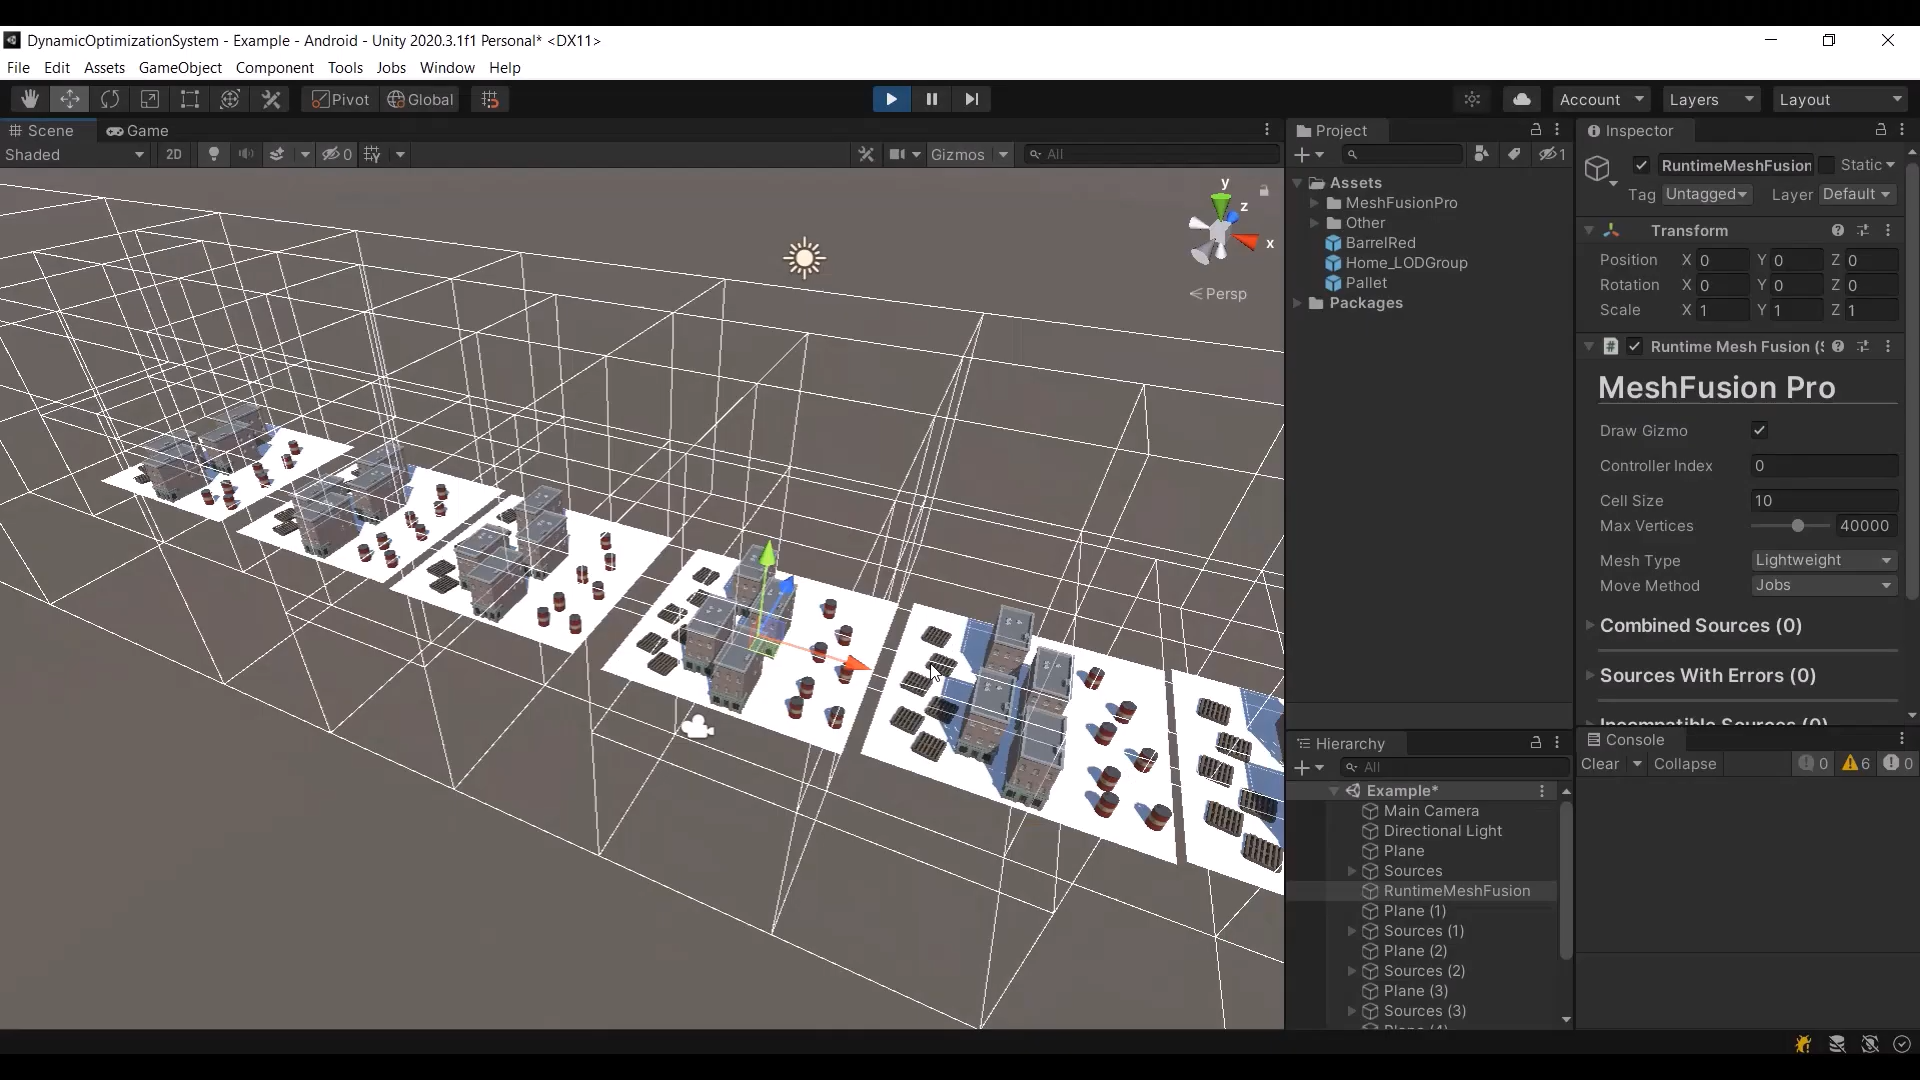 DynamicOptimizationSystem - Example - Android - Unity 2020.3.1f1 Personal* <DX11>
File Edit Assets GameObject Component Tools Jobs Window Help
Pivot Global Account Layers Layout
Scene Game
Shaded 2D 0 Gizmos All
y
z
x
Persp
Project
1
Assets
MeshFusionPro
Other
BarrelRed
Home_LODGroup
Pallet
Packages
Hierarchy
All
Example*
Main Camera
Directional Light
Plane
Sources
RuntimeMeshFusion
Plane (1)
Sources (1)
Plane (2)
Sources (2)
Plane (3)
Sources (3)
Inspector
RuntimeMeshFusion Static
Tag Untagged Layer Default
Transform
Position X 0 Y 0 Z 0
Rotation X 0 Y 0 Z 0
Scale X 1 Y 1 Z 1
Runtime Mesh Fusion (S
MeshFusion Pro
Draw Gizmo
Controller Index 0
Cell Size 10
Max Vertices 40000
Mesh Type Lightweight
Move Method Jobs
Combined Sources (0)
Sources With Errors (0)
Incompatible Sources (0)
Console
Clear Collapse 0 6 0